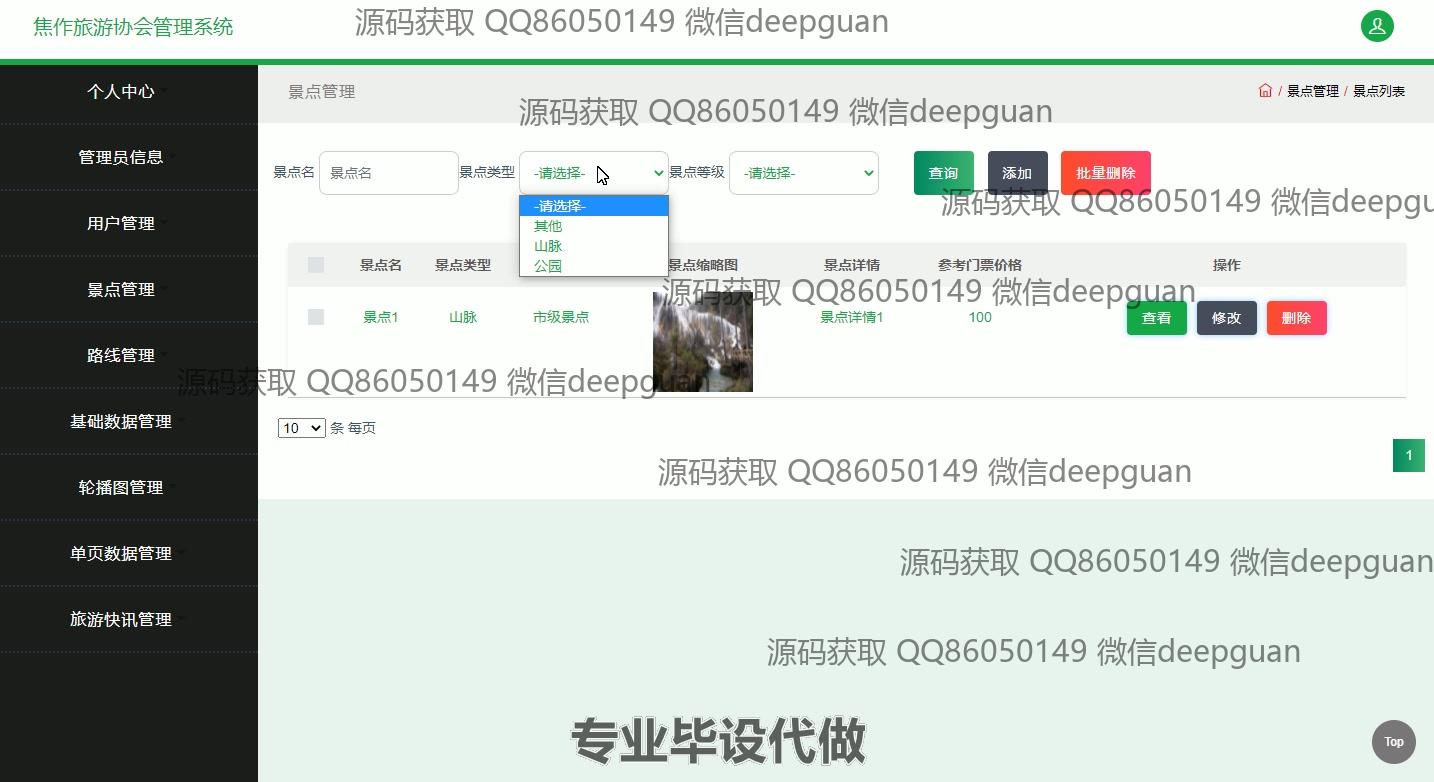 焦作旅游协会管理系统
源码获取 QQ86050149 微信deepguan
个人中心
管理员信息
用户管理
景点管理
路线管理
基础数据管理
轮播图管理
单页数据管理
旅游快讯管理
景点管理
/ 景点管理 / 景点列表
源码获取 QQ86050149 微信deepguan
景点名 景点名 景点类型 -请选择- 景点等级 -请选择- 查询 添加 批量删除
源码获取 QQ86050149 微信deepgu
-请选择-
其他
山脉
公园
景点名 景点类型 景点缩略图 景点详情 参考门票价格 操作
源码获取 QQ86050149 微信deepguan
景点1 山脉 市级景点 景点详情1 100 查看 修改 删除
源码获取 QQ86050149 微信deepguan
10 条 每页
1
源码获取 QQ86050149 微信deepguan
源码获取 QQ86050149 微信deepguan
源码获取 QQ86050149 微信deepguan
专业毕设代做
Top